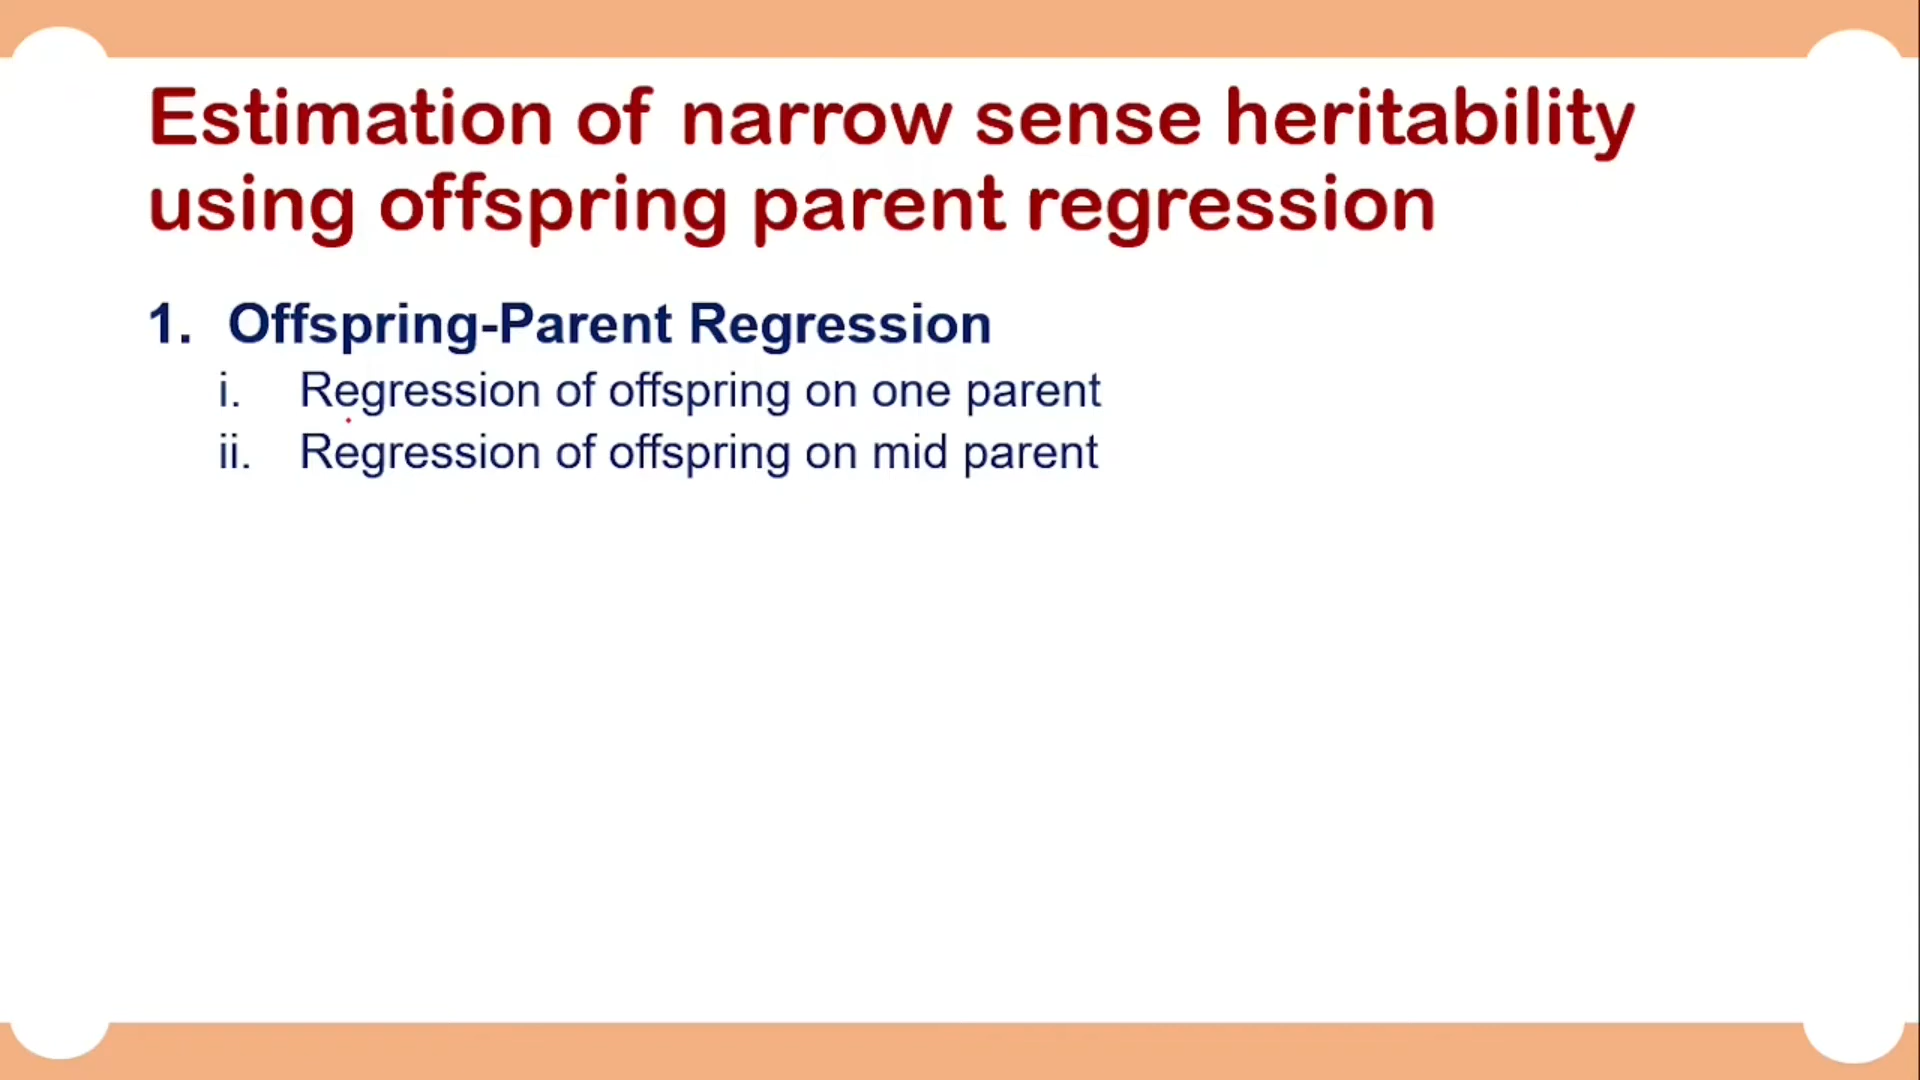 Estimation of narrow sense heritability
using offspring parent regression
1. Offspring-Parent Regression
i. Regression of offspring on one parent
ii. Regression of offspring on mid parent